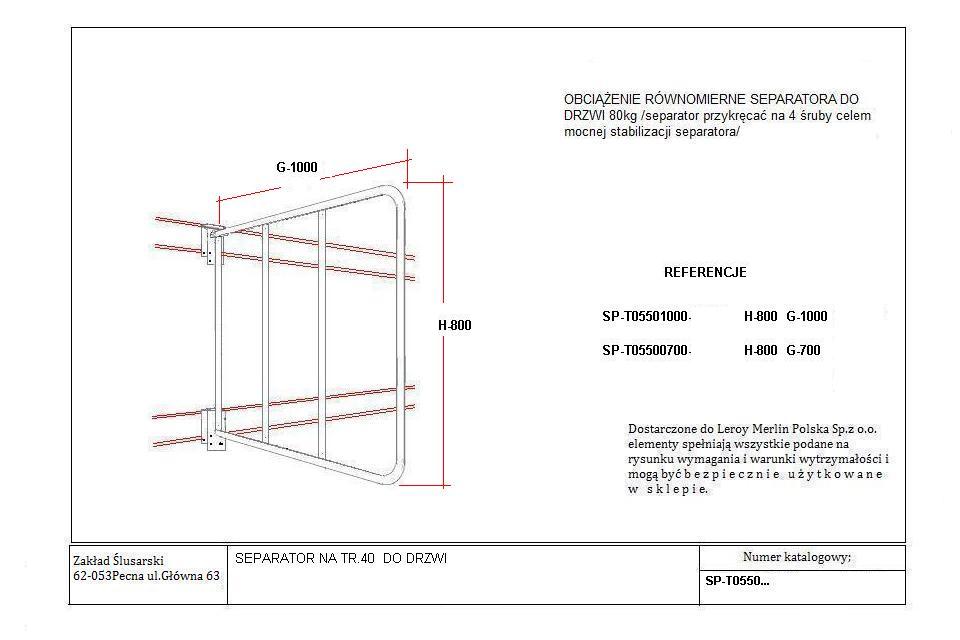 OBCIĄŻENIE RÓWNOMIERNE SEPARATORA DO
DRZWI 80kg /separator przykręcać na 4 śruby celem
mocnej stabilizacji separatora/
G-1000
H-800
REFERENCJE
SP-T05501000- H-800 G-1000
SP-T05500700- H-800 G-700
Dostarczone do Leroy Merlin Polska Sp.z o.o.
elementy spełniają wszystkie podane na
rysunku wymagania i warunki wytrzymałości i
mogą być b e z p i e c z n i e u ż y t k o w a n e
w s k l e p i e.
Zakład Ślusarski
62-053Pecna ul.Główna 63
SEPARATOR NA TR.40 DO DRZWI
Numer katalogowy;
SP-T0550...